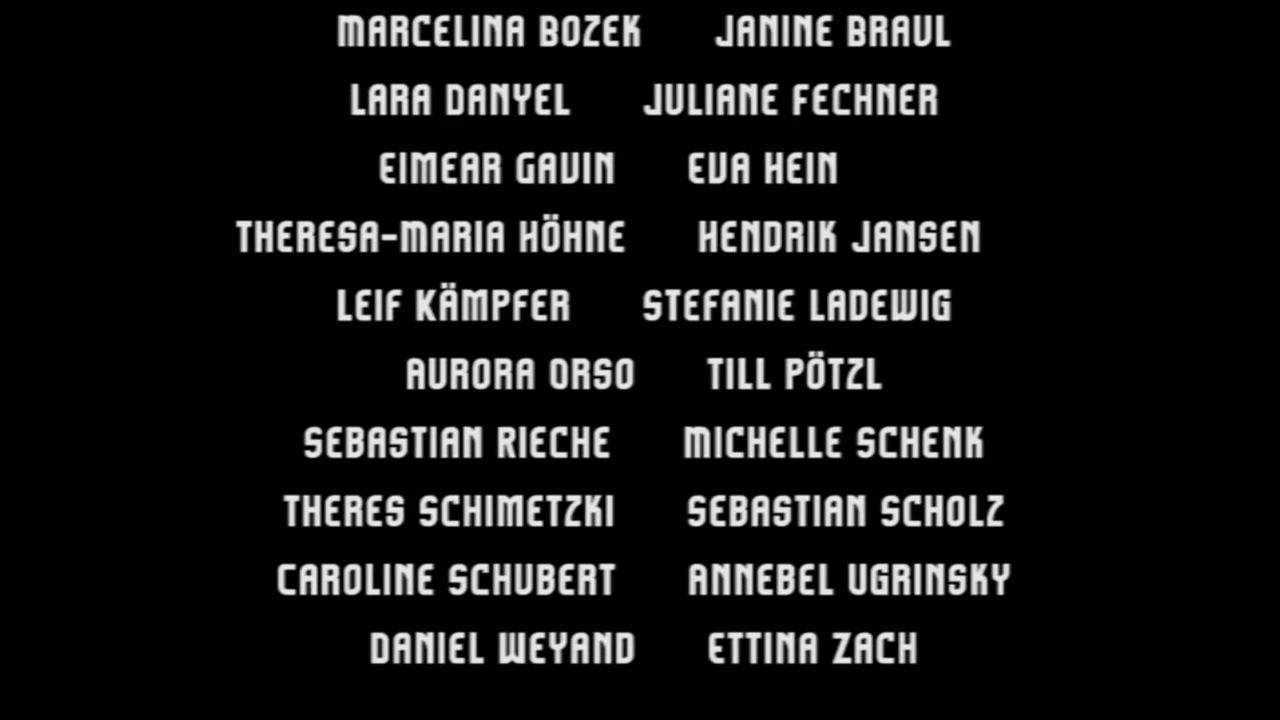 MARCELINA BOZEK JANINE BRAUL
LARA DANYEL JULIANE FECHNER
EIMEAR GAVIN EVA HEIN
THERESA-MARIA HÖHNE HENDRIK JANSEN
LEIF KÄMPFER STEFANIE LADEWIG
AURORA ORSO TILL PÖTZL
SEBASTIAN RIECHE MICHELLE SCHENK
THERES SCHIMETZKI SEBASTIAN SCHOLZ
CAROLINE SCHUBERT ANNEBEL UGRINSKY
DANIEL WEYAND ETTINA ZACH